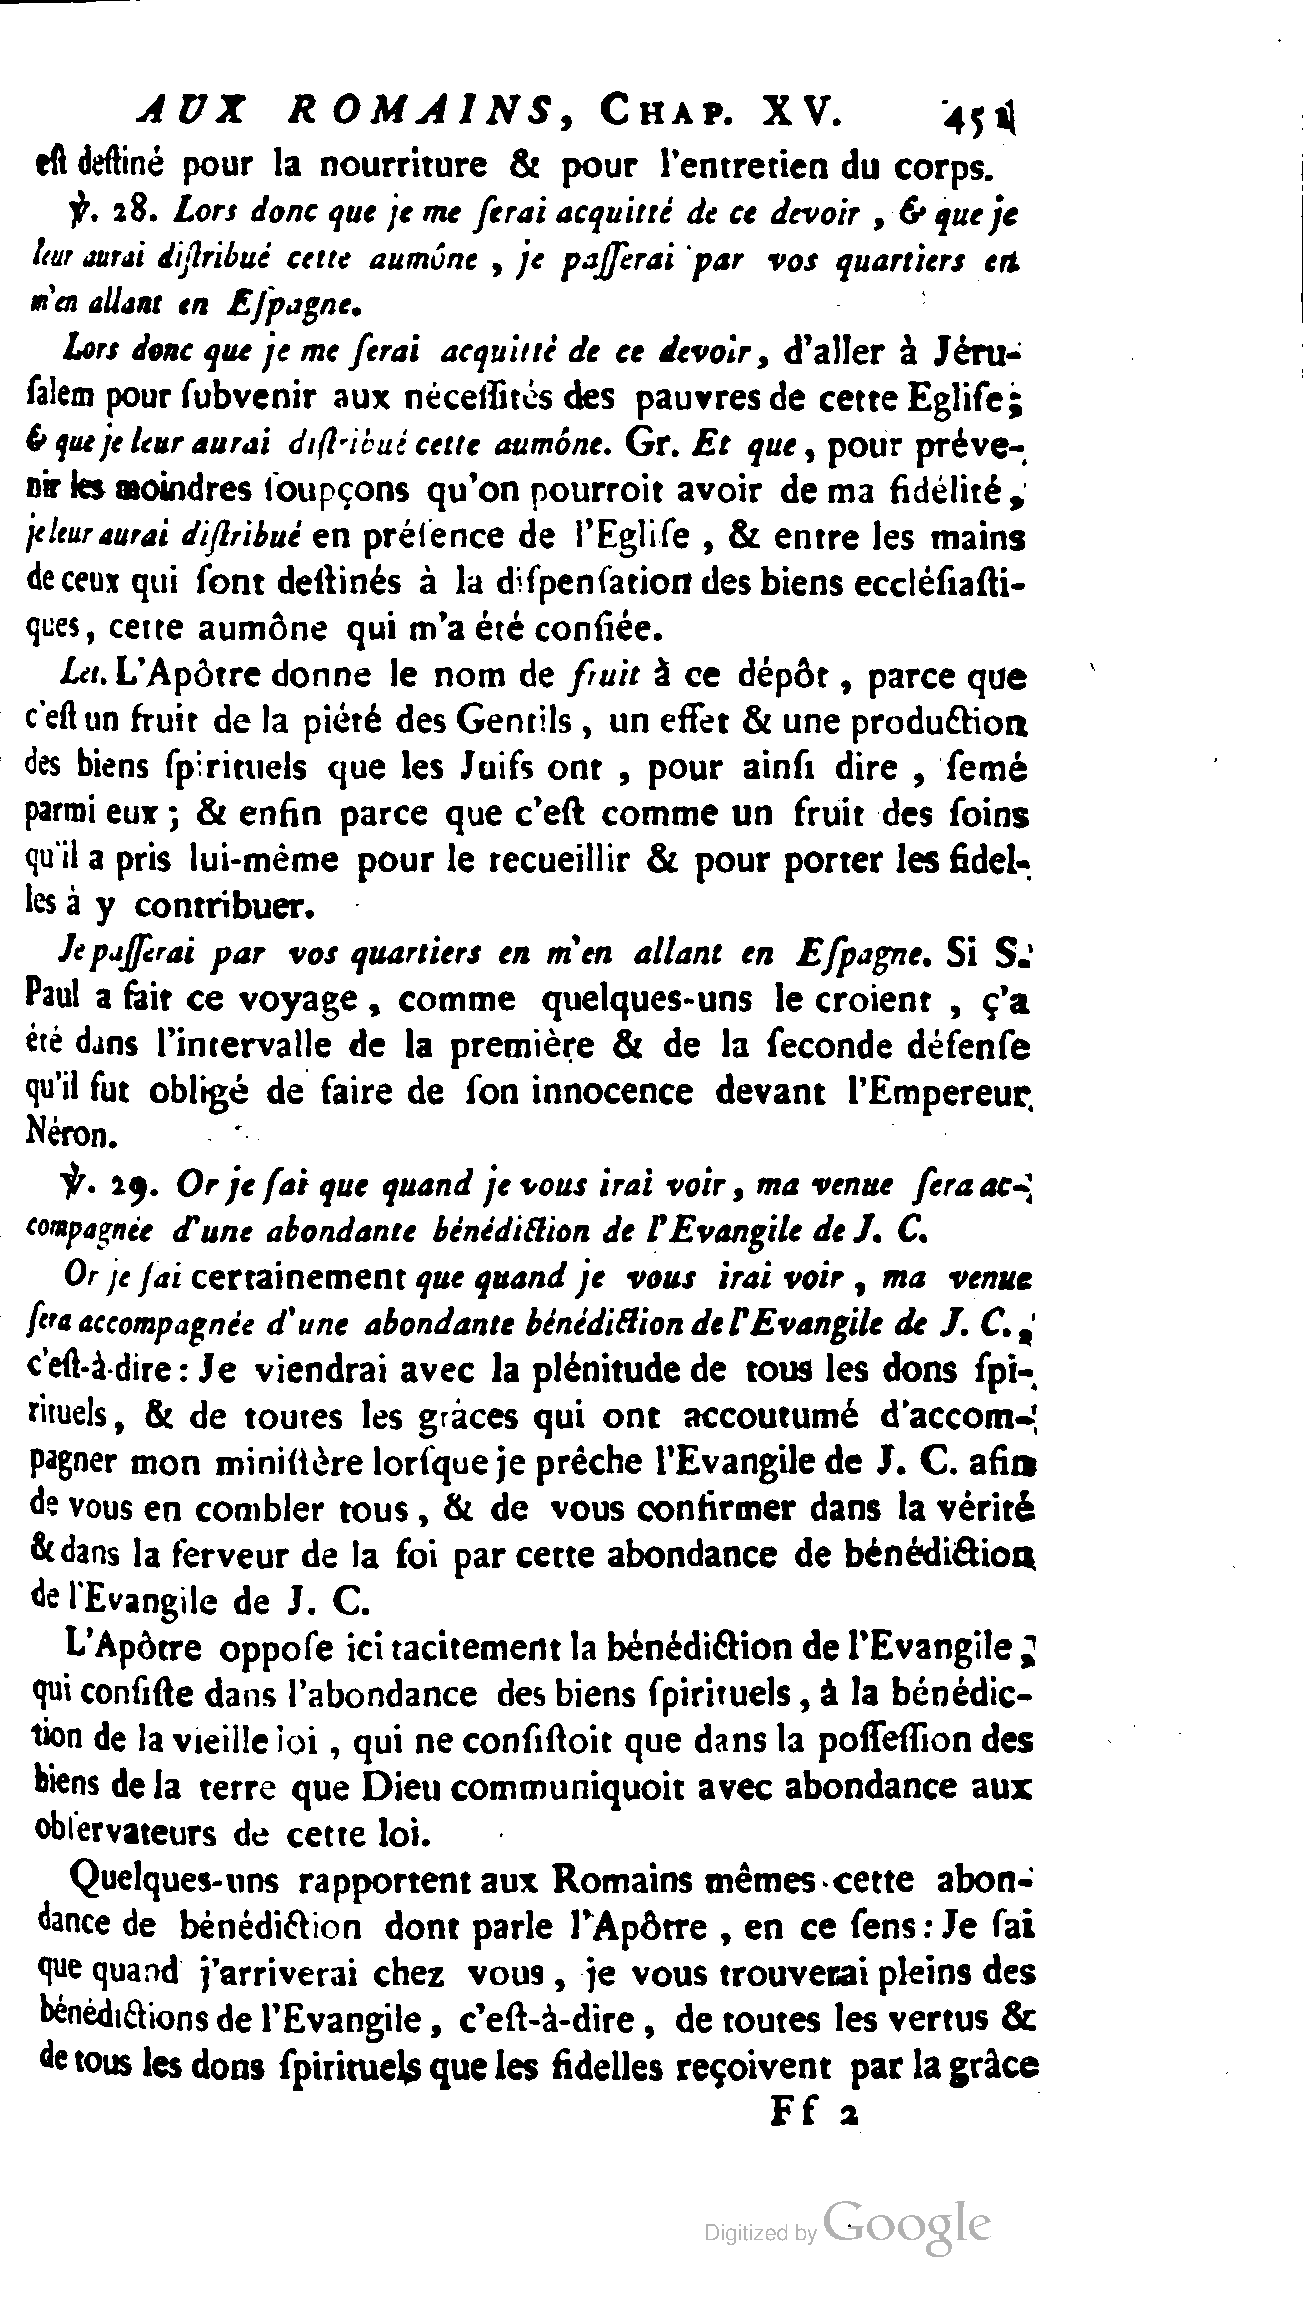 AUX ROMAINS, CHAP. XV. 451
eſt deſtiné pour la nourriture & pour l'entretien du corps.
℣. 28. Lors donc que je me ſerai acquitté de ce devoir , & que je
leur aurai diſtribué cette aumône , je paſſerai par vos quartiers en
m'en allant en Eſpagne.
Lors donc que je me ſerai acquitté de ce devoir, d'aller à Jéru-
ſalem pour ſubvenir aux néceſſités des pauvres de cette Egliſe;
& que je leur aurai diſtribué cette aumône. Gr. Et que, pour préve-
nir les moindres ſoupçons qu'on pourroit avoir de ma fidélité,
je leur aurai diſtribué en préſence de l'Egliſe , & entre les mains
de ceux qui ſont deſtinés à la diſpenſation des biens eccléſiaſti-
ques, cette aumône qui m'a été confiée.
Let. L'Apôtre donne le nom de fruit à ce dépôt , parce que
c'eſt un fruit de la piété des Gentils , un effet & une production
des biens ſpirituels que les Juifs ont , pour ainſi dire , ſemé
parmi eux ; & enfin parce que c'eſt comme un fruit des ſoins
qu'il a pris lui-même pour le recueillir & pour porter les fidel-
les à y contribuer.
Je paſſerai par vos quartiers en m'en allant en Eſpagne. Si S.
Paul a fait ce voyage , comme quelques-uns le croient , ç'a
été dans l'intervalle de la première & de la ſeconde défenſe
qu'il fut obligé de faire de ſon innocence devant l'Empereur
Néron.
℣. 29. Or je ſai que quand je vous irai voir, ma venue ſera ac-
compagnée d'une abondante bénédiction de l'Evangile de J. C.
Or je ſai certainement que quand je vous irai voir , ma venue
ſera accompagnée d'une abondante bénédiction de l'Evangile de J. C.,
c'eſt-à-dire : Je viendrai avec la plénitude de tous les dons ſpi-
rituels, & de toutes les grâces qui ont accoutumé d'accom-
pagner mon miniſtère lorſque je prêche l'Evangile de J. C. afin
de vous en combler tous , & de vous confirmer dans la vérité
& dans la ferveur de la foi par cette abondance de bénédiction
de l'Evangile de J. C.
L'Apôtre oppoſe ici tacitement la bénédiction de l'Evangile,
qui conſiſte dans l'abondance des biens ſpirituels, à la bénédic-
tion de la vieille loi , qui ne conſiſtoit que dans la poſſeſſion des
biens de la terre que Dieu communiquoit avec abondance aux
obſervateurs de cette loi.
Quelques-uns rapportent aux Romains mêmes cette abon-
dance de bénédiction dont parle l'Apôtre , en ce ſens : Je ſai
que quand j'arriverai chez vous , je vous trouverai pleins des
bénédictions de l'Evangile , c'eſt-à-dire , de toutes les vertus &
de tous les dons ſpirituels que les fidelles reçoivent par la grâce
Ff 2
Digitized by Google